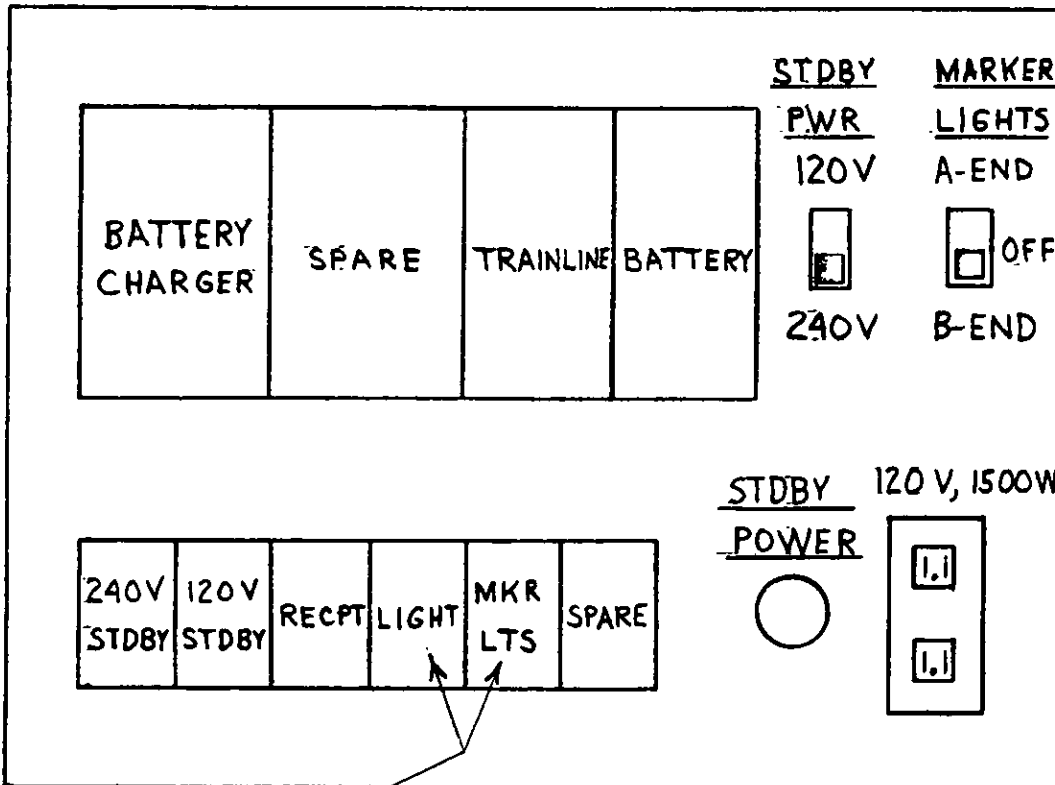 STDBY
PWR
120V
240V
MARKER
LIGHTS
A-END
OFF
B-END
BATTERY
CHARGER
SPARE
TRAINLINE
BATTERY
STDBY
POWER
120 V, 1500W
240V
STDBY
120V
STDBY
RECPT
LIGHT
MKR
LTS
SPARE